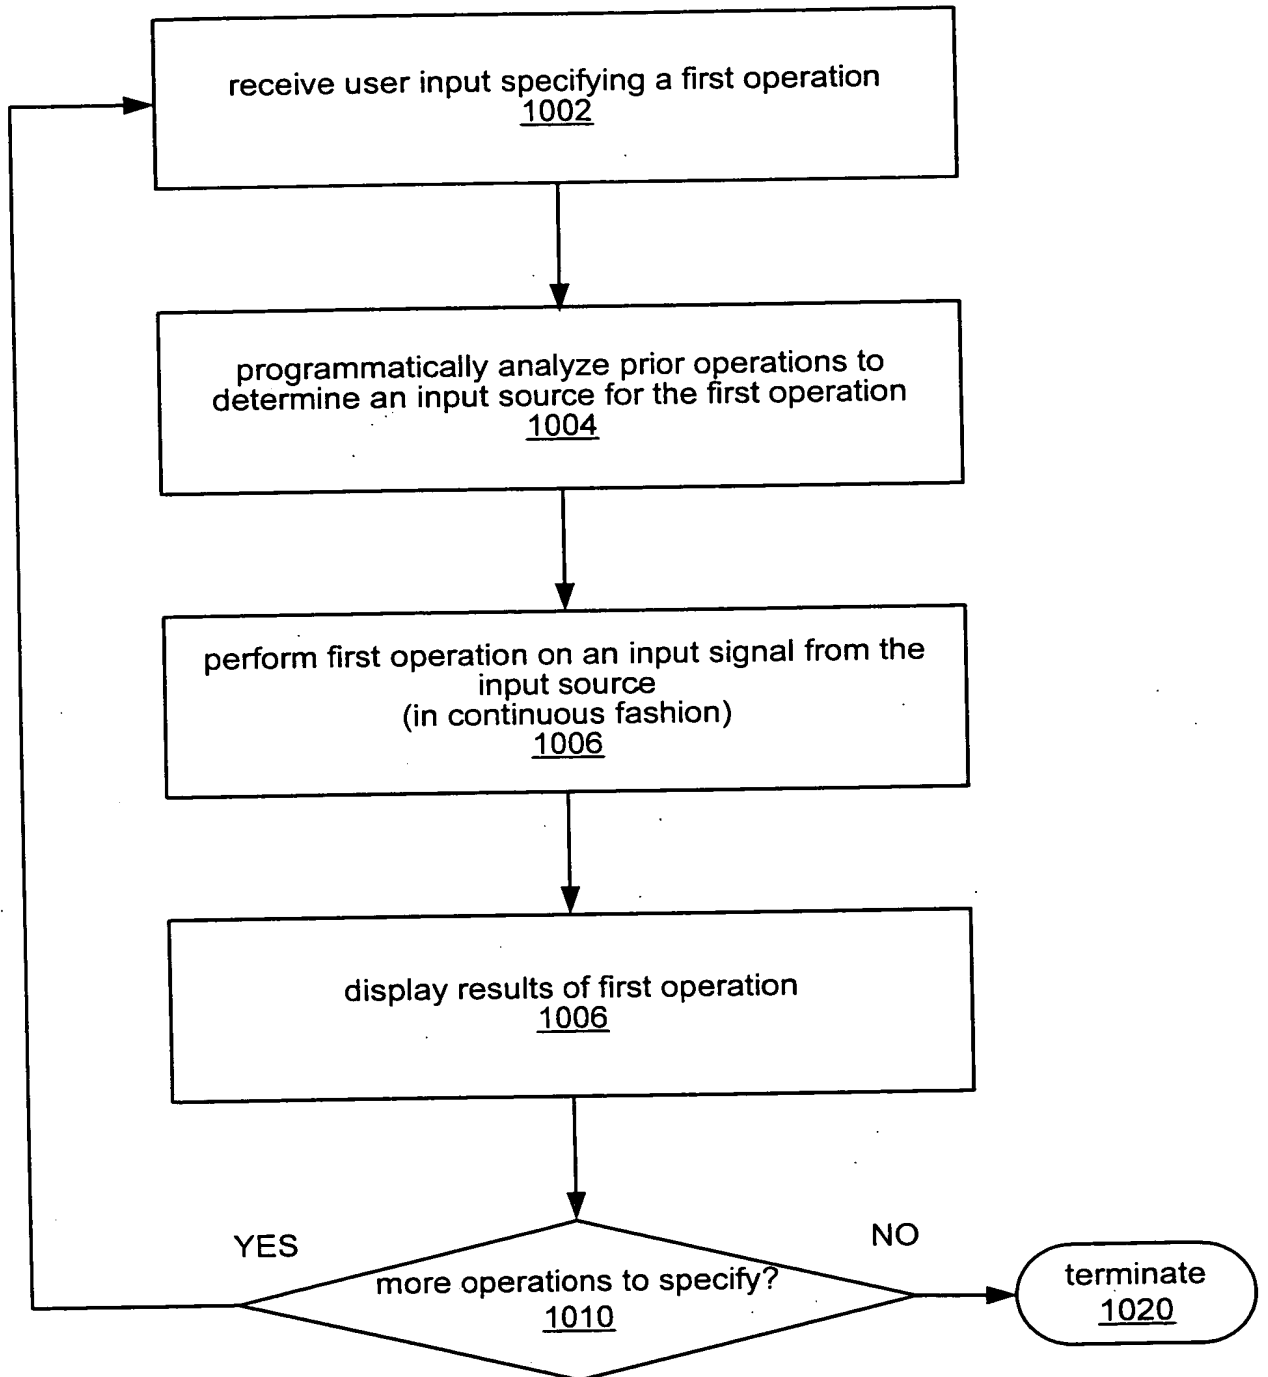 receive user input specifying a first operation
1002
programmatically analyze prior operations to
determine an input source for the first operation
1004
perform first operation on an input signal from the
input source
(in continuous fashion)
1006
display results of first operation
1006
YES
NO
more operations to specify?
1010
terminate
1020